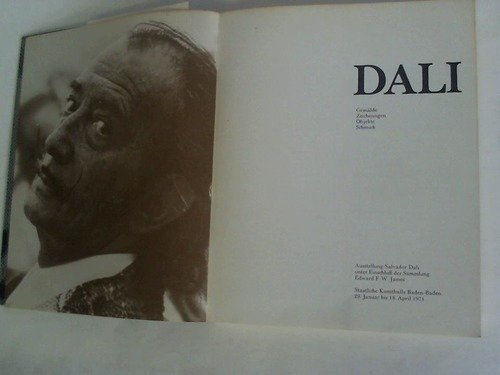 DALI
Gemälde
Zeichnungen
Objekte
Schmuck
Ausstellung Salvador Dali
unter Einschluß der Sammlung
Edward F. W. James
Staatliche Kunsthalle Baden-Baden
29. Januar bis 18. April 1971